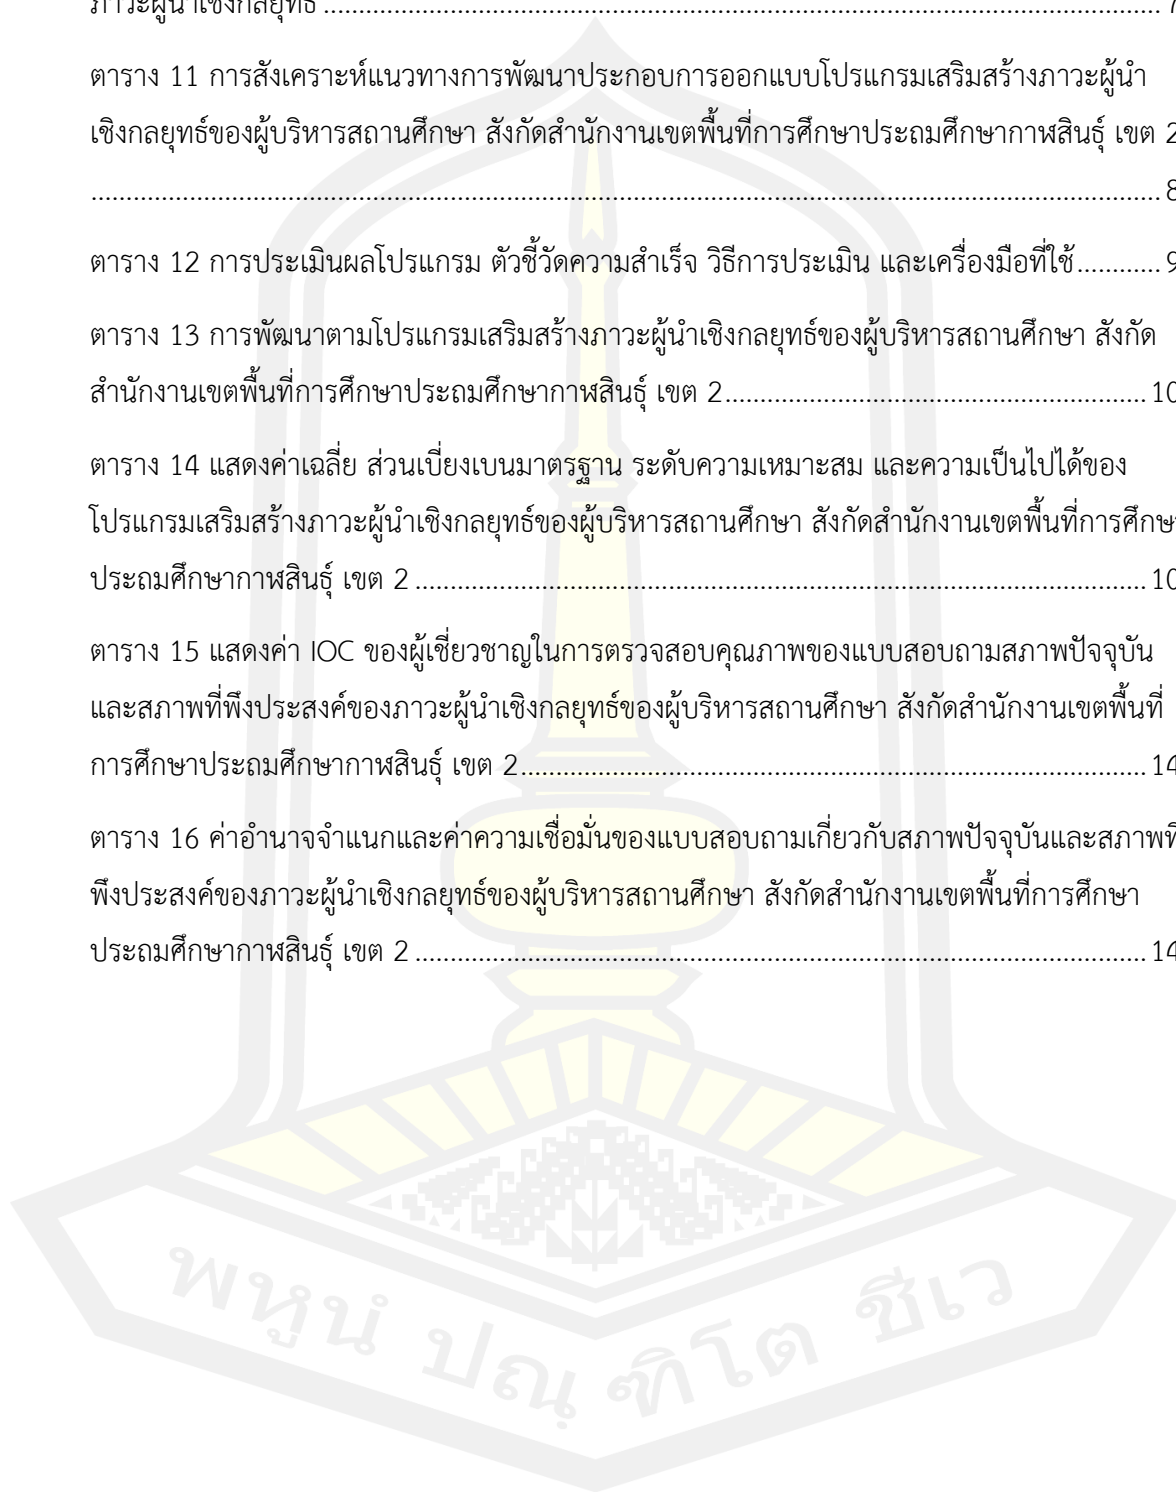 ภาวะผู้นำเชิงกลยุทธ์ ........................................................................................................................ 7
ตาราง 11 การสังเคราะห์แนวทางการพัฒนาประกอบการออกแบบโปรแกรมเสริมสร้างภาวะผู้นำ
เชิงกลยุทธ์ของผู้บริหารสถานศึกษา สังกัดสำนักงานเขตพื้นที่การศึกษาประถมศึกษากาฬสินธุ์ เขต 2
......................................................................................................................................................... 8
ตาราง 12 การประเมินผลโปรแกรม ตัวชี้วัดความสำเร็จ วิธีการประเมิน และเครื่องมือที่ใช้............ 9
ตาราง 13 การพัฒนาตามโปรแกรมเสริมสร้างภาวะผู้นำเชิงกลยุทธ์ของผู้บริหารสถานศึกษา สังกัด
สำนักงานเขตพื้นที่การศึกษาประถมศึกษากาฬสินธุ์ เขต 2............................................................. 10
ตาราง 14 แสดงค่าเฉลี่ย ส่วนเบี่ยงเบนมาตรฐาน ระดับความเหมาะสม และความเป็นไปได้ของ
โปรแกรมเสริมสร้างภาวะผู้นำเชิงกลยุทธ์ของผู้บริหารสถานศึกษา สังกัดสำนักงานเขตพื้นที่การศึกษา
ประถมศึกษากาฬสินธุ์ เขต 2 ......................................................................................................... 10
ตาราง 15 แสดงค่า IOC ของผู้เชี่ยวชาญในการตรวจสอบคุณภาพของแบบสอบถามสภาพปัจจุบัน
และสภาพที่พึงประสงค์ของภาวะผู้นำเชิงกลยุทธ์ของผู้บริหารสถานศึกษา สังกัดสำนักงานเขตพื้นที่
การศึกษาประถมศึกษากาฬสินธุ์ เขต 2.......................................................................................... 14
ตาราง 16 ค่าอำนาจจำแนกและค่าความเชื่อมั่นของแบบสอบถามเกี่ยวกับสภาพปัจจุบันและสภาพที่
พึงประสงค์ของภาวะผู้นำเชิงกลยุทธ์ของผู้บริหารสถานศึกษา สังกัดสำนักงานเขตพื้นที่การศึกษา
ประถมศึกษากาฬสินธุ์ เขต 2 ......................................................................................................... 14
พหูนํ ปณฺฑิโต ชีเว